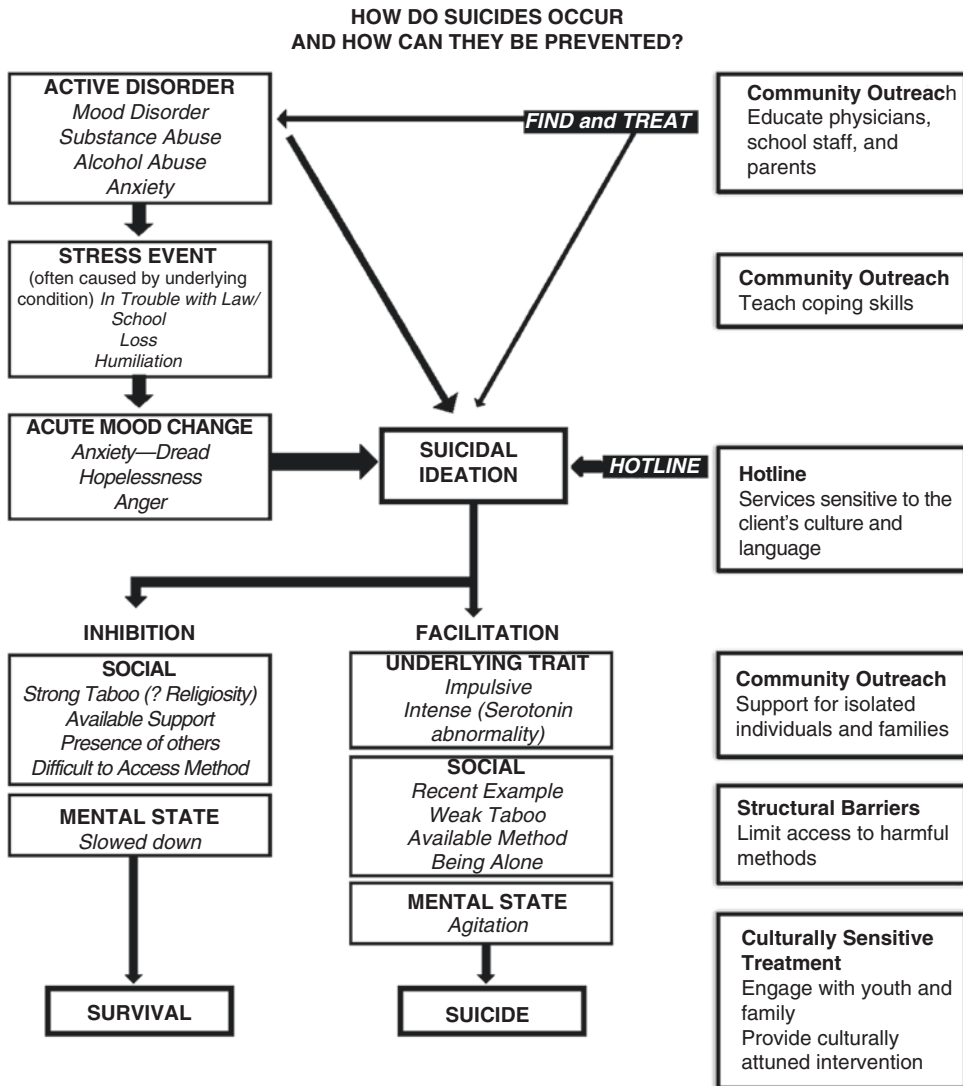 HOW DO SUICIDES OCCUR
AND HOW CAN THEY BE PREVENTED?
ACTIVE DISORDER
Mood Disorder
Substance Abuse
Alcohol Abuse
Anxiety
FIND and TREAT
Community Outreach
Educate physicians,
school staff, and
parents
STRESS EVENT
(often caused by underlying
condition) In Trouble with Law/
School
Loss
Humiliation
Community Outreach
Teach coping skills
ACUTE MOOD CHANGE
Anxiety—Dread
Hopelessness
Anger
SUICIDAL
IDEATION
HOTLINE
Hotline
Services sensitive to the
client's culture and
language
INHIBITION
SOCIAL
Strong Taboo (? Religiosity)
Available Support
Presence of others
Difficult to Access Method
MENTAL STATE
Slowed down
SURVIVAL
FACILITATION
UNDERLYING TRAIT
Impulsive
Intense (Serotonin
abnormality)
SOCIAL
Recent Example
Weak Taboo
Available Method
Being Alone
MENTAL STATE
Agitation
SUICIDE
Community Outreach
Support for isolated
individuals and families
Structural Barriers
Limit access to harmful
methods
Culturally Sensitive
Treatment
Engage with youth and
family
Provide culturally
attuned intervention